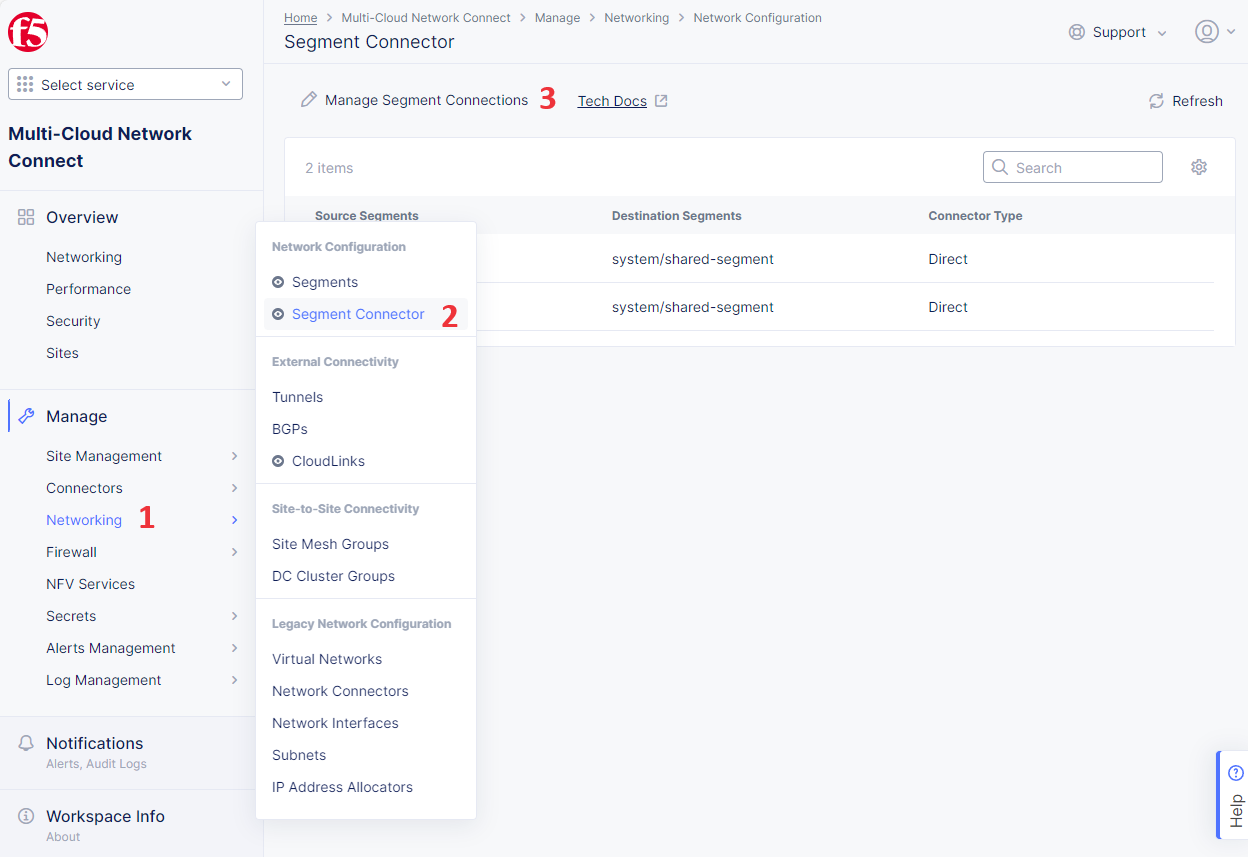 f5
Select service
Multi-Cloud Network
Connect
Overview
Networking
Performance
Security
Sites
Manage
Site Management
Connectors
Networking 1
Firewall
NFV Services
Secrets
Alerts Management
Log Management
Notifications
Alerts, Audit Logs
Workspace Info
About
Home > Multi-Cloud Network Connect > Manage > Networking > Network Configuration
Segment Connector
Support
Manage Segment Connections 3 Tech Docs
Refresh
2 items
Search
Source Segments Destination Segments Connector Type
system/shared-segment Direct
system/shared-segment Direct
Network Configuration
Segments
Segment Connector 2
External Connectivity
Tunnels
BGPs
CloudLinks
Site-to-Site Connectivity
Site Mesh Groups
DC Cluster Groups
Legacy Network Configuration
Virtual Networks
Network Connectors
Network Interfaces
Subnets
IP Address Allocators
Help